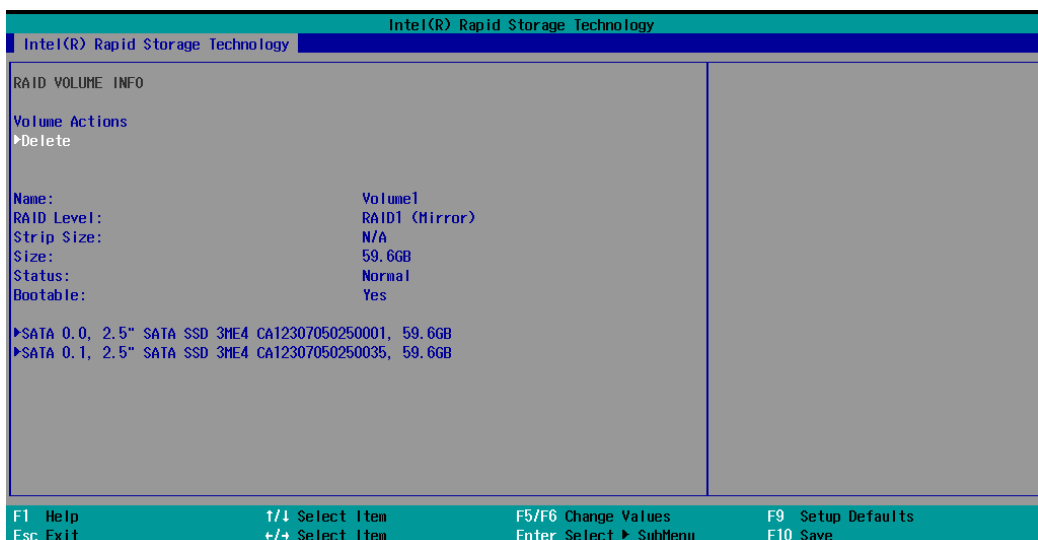 Intel(R) Rapid Storage Technology
Intel(R) Rapid Storage Technology
RAID VOLUME INFO
Volume Actions
▶Delete
Name: Volume1
RAID Level: RAID1 (Mirror)
Strip Size: N/A
Size: 59.6GB
Status: Normal
Bootable: Yes
▶SATA 0.0, 2.5" SATA SSD 3ME4 CA12307050250001, 59.6GB
▶SATA 0.1, 2.5" SATA SSD 3ME4 CA12307050250035, 59.6GB
F1 Help ↑/↓ Select Item F5/F6 Change Values F9 Setup Defaults
Esc Exit ←/→ Select Item Enter Select ▶ SubMenu F10 Save